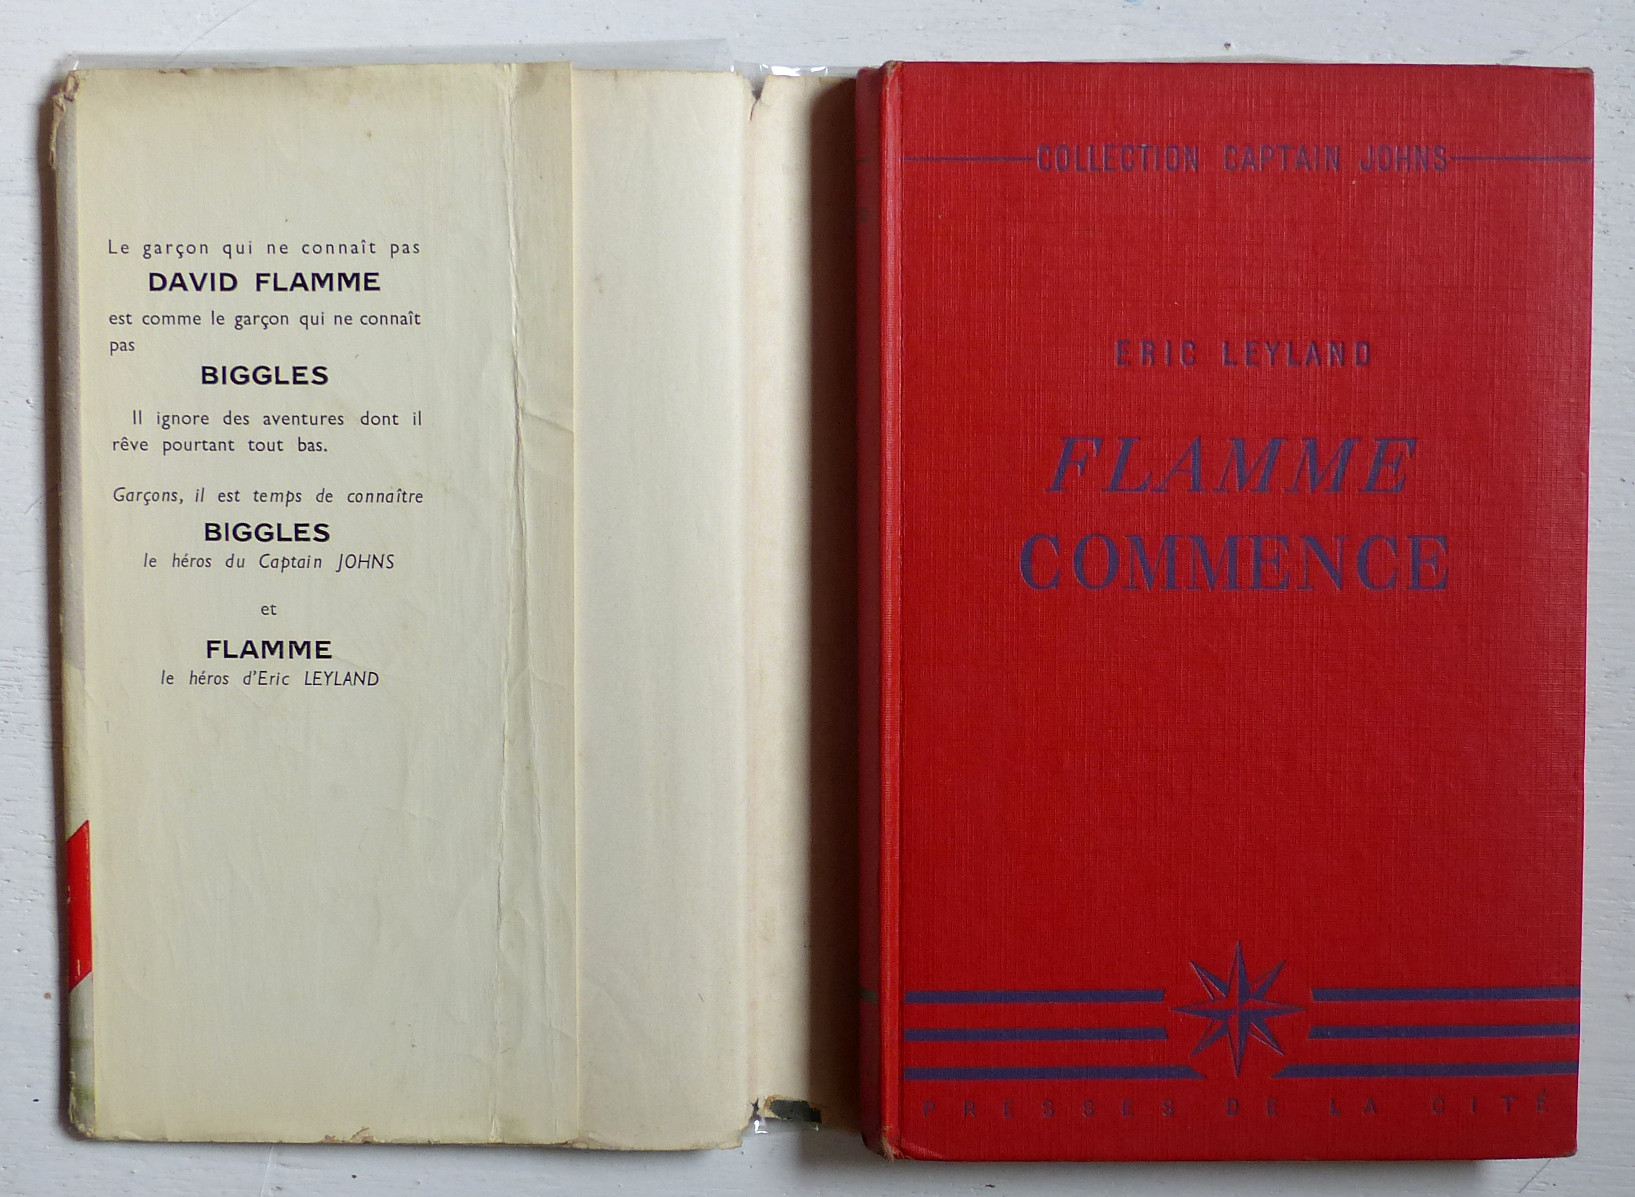 Le garçon qui ne connaît pas
DAVID FLAMME
est comme le garçon qui ne connaît
pas
BIGGLES
Il ignore des aventures dont il
rêve pourtant tout bas.
Garçons, il est temps de connaître
BIGGLES
le héros du Captain JOHNS
et
FLAMME
le héros d'Eric LEYLAND
COLLECTION CAPTAIN JOHNS
ERIC LEYLAND
FLAMME
COMMENCE
PRESSES DE LA CITÉ